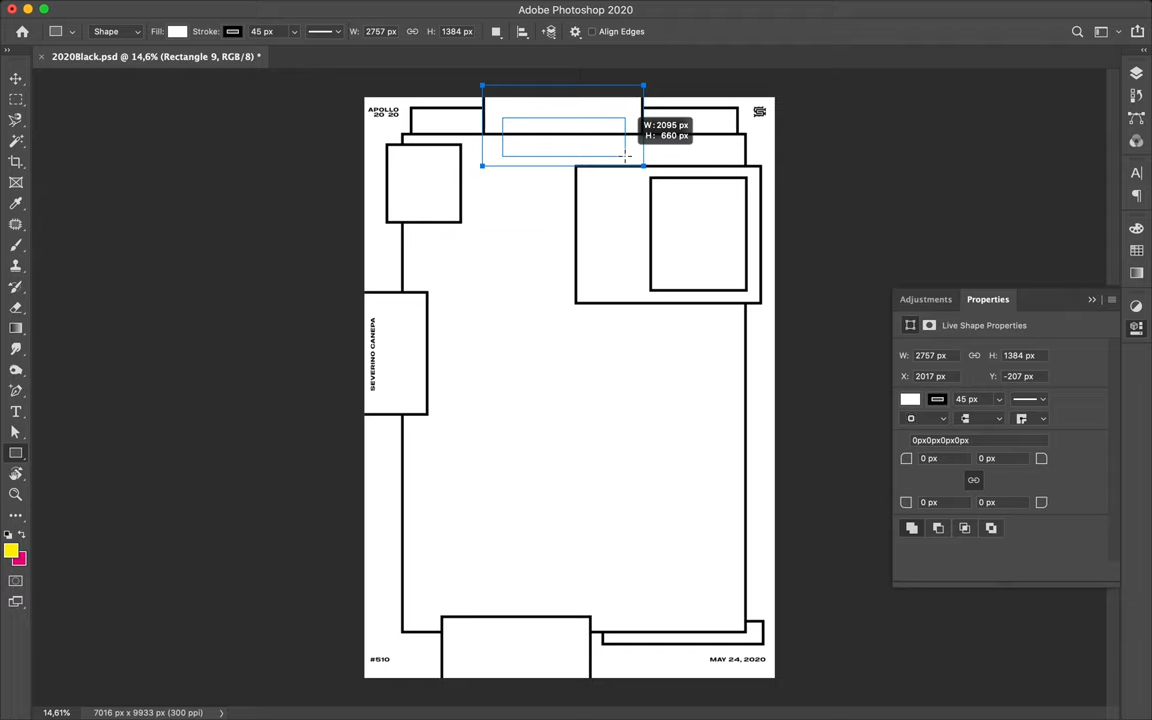 Adobe Photoshop 2020
Shape
Fill:
Stroke:
45 px
W: 2757 px
H: 1384 px
Align Edges
2020Black.psd @ 14,6% (Rectangle 9, RGB/8) *
APOLLO
20 20
W: 2095 px
H: 660 px
SEVERINO CANEPA
#510
MAY 24, 2020
Adjustments
Properties
Live Shape Properties
W: 2757 px
H: 1384 px
X: 2017 px
Y: -207 px
45 px
0px0px0px0px
0 px
0 px
0 px
0 px
14,61%
7016 px x 9933 px (300 ppi)